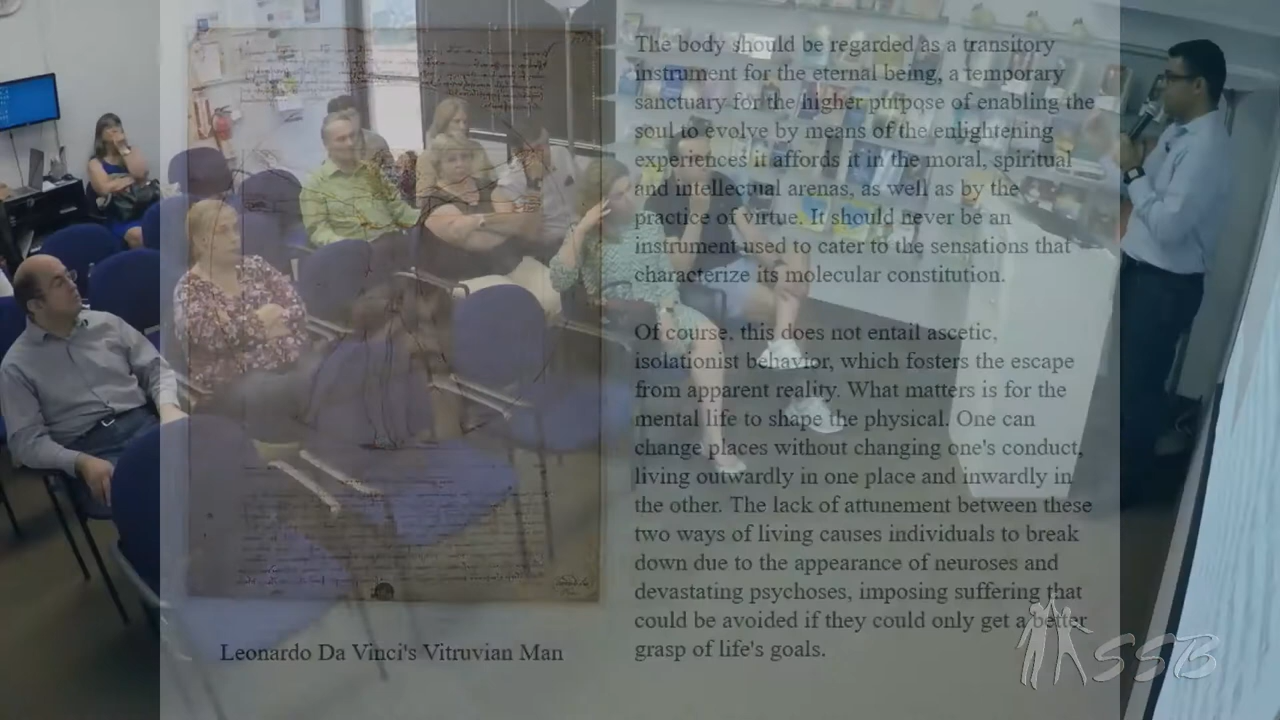 The body should be regarded as a transitory
instrument for the eternal being, a temporary
sanctuary for the higher purpose of enabling the
soul to evolve by means of the enlightening
experiences it affords it in the moral, spiritual
and intellectual arenas, as well as by the
practice of virtue. It should never be an
instrument used to cater to the sensations that
characterize its molecular constitution.
Of course, this does not entail ascetic,
isolationist behavior, which fosters the escape
from apparent reality. What matters is for the
mental life to shape the physical. One can
change places without changing one's conduct,
living outwardly in one place and inwardly in
the other. The lack of attunement between these
two ways of living causes individuals to break
down due to the appearance of neuroses and
devastating psychoses, imposing suffering that
could be avoided if they could only get a better
grasp of life's goals.
Leonardo Da Vinci's Vitruvian Man
SSB